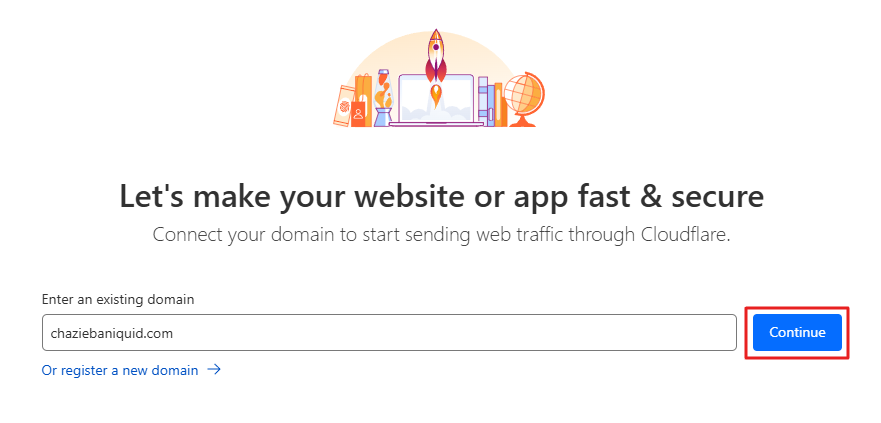 Let's make your website or app fast & secure
Connect your domain to start sending web traffic through Cloudflare.
Enter an existing domain
chaziebaniquid.com
Continue
Or register a new domain →